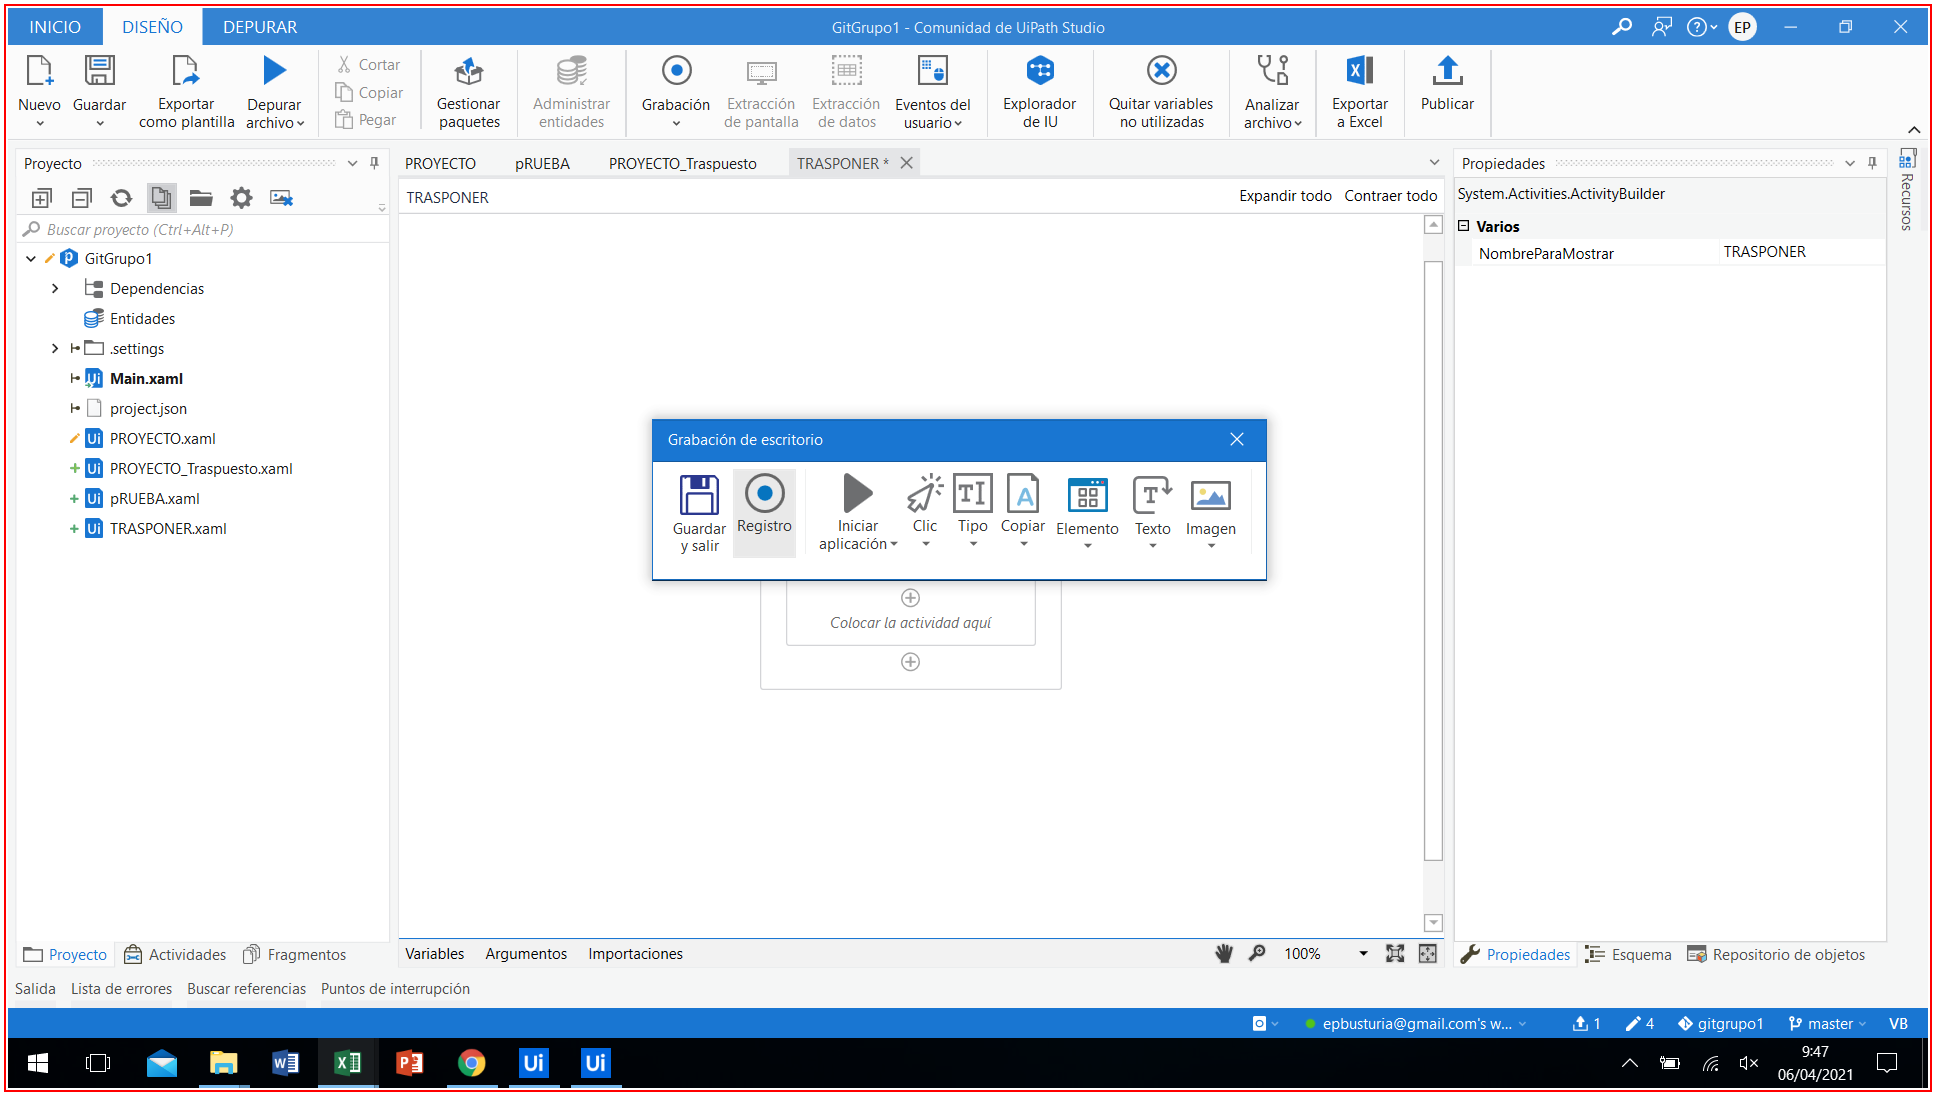 INICIO DISEÑO DEPURAR GitGrupo1 - Comunidad de UiPath Studio EP
Nuevo Guardar Exportar como plantilla Depurar archivo
Cortar
Copiar
Pegar
Gestionar paquetes
Administrar entidades
Grabación
Extracción de pantalla
Extracción de datos
Eventos del usuario
Explorador de IU
Quitar variables no utilizadas
Analizar archivo
Exportar a Excel
Publicar
Proyecto
Buscar proyecto (Ctrl+Alt+P)
GitGrupo1
Dependencias
Entidades
.settings
Main.xaml
project.json
PROYECTO.xaml
PROYECTO_Traspuesto.xaml
pRUEBA.xaml
TRASPONER.xaml
Proyecto Actividades Fragmentos
PROYECTO pRUEBA PROYECTO_Traspuesto TRASPONER *
TRASPONER Expandir todo Contraer todo
Grabación de escritorio
Guardar y salir
Registro
Iniciar aplicación
Clic
Tipo
Copiar
Elemento
Texto
Imagen
Colocar la actividad aquí
Variables Argumentos Importaciones 100%
Propiedades
System.Activities.ActivityBuilder
Varios
NombreParaMostrar TRASPONER
Recursos
Propiedades Esquema Repositorio de objetos
Salida Lista de errores Buscar referencias Puntos de interrupción
epbusturia@gmail.com's w... 1 4 gitgrupo1 master VB
9:47
06/04/2021